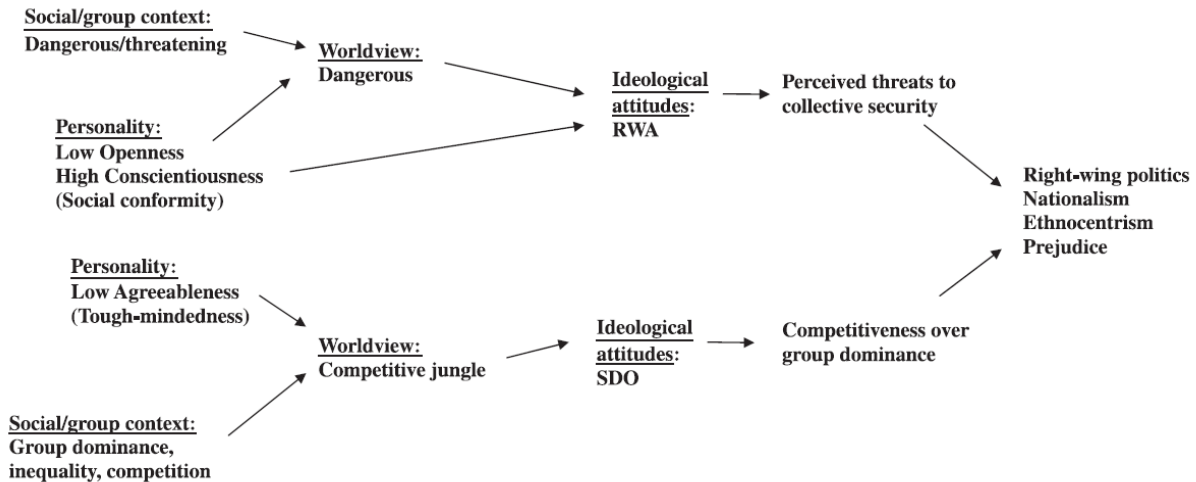 Social/group context:
Dangerous/threatening
Worldview:
Dangerous
Ideological
attitudes:
RWA
Perceived threats to
collective security
Personality:
Low Openness
High Conscientiousness
(Social conformity)
Right-wing politics
Nationalism
Ethnocentrism
Prejudice
Personality:
Low Agreeableness
(Tough-mindedness)
Worldview:
Competitive jungle
Ideological
attitudes:
SDO
Competitiveness over
group dominance
Social/group context:
Group dominance,
inequality, competition